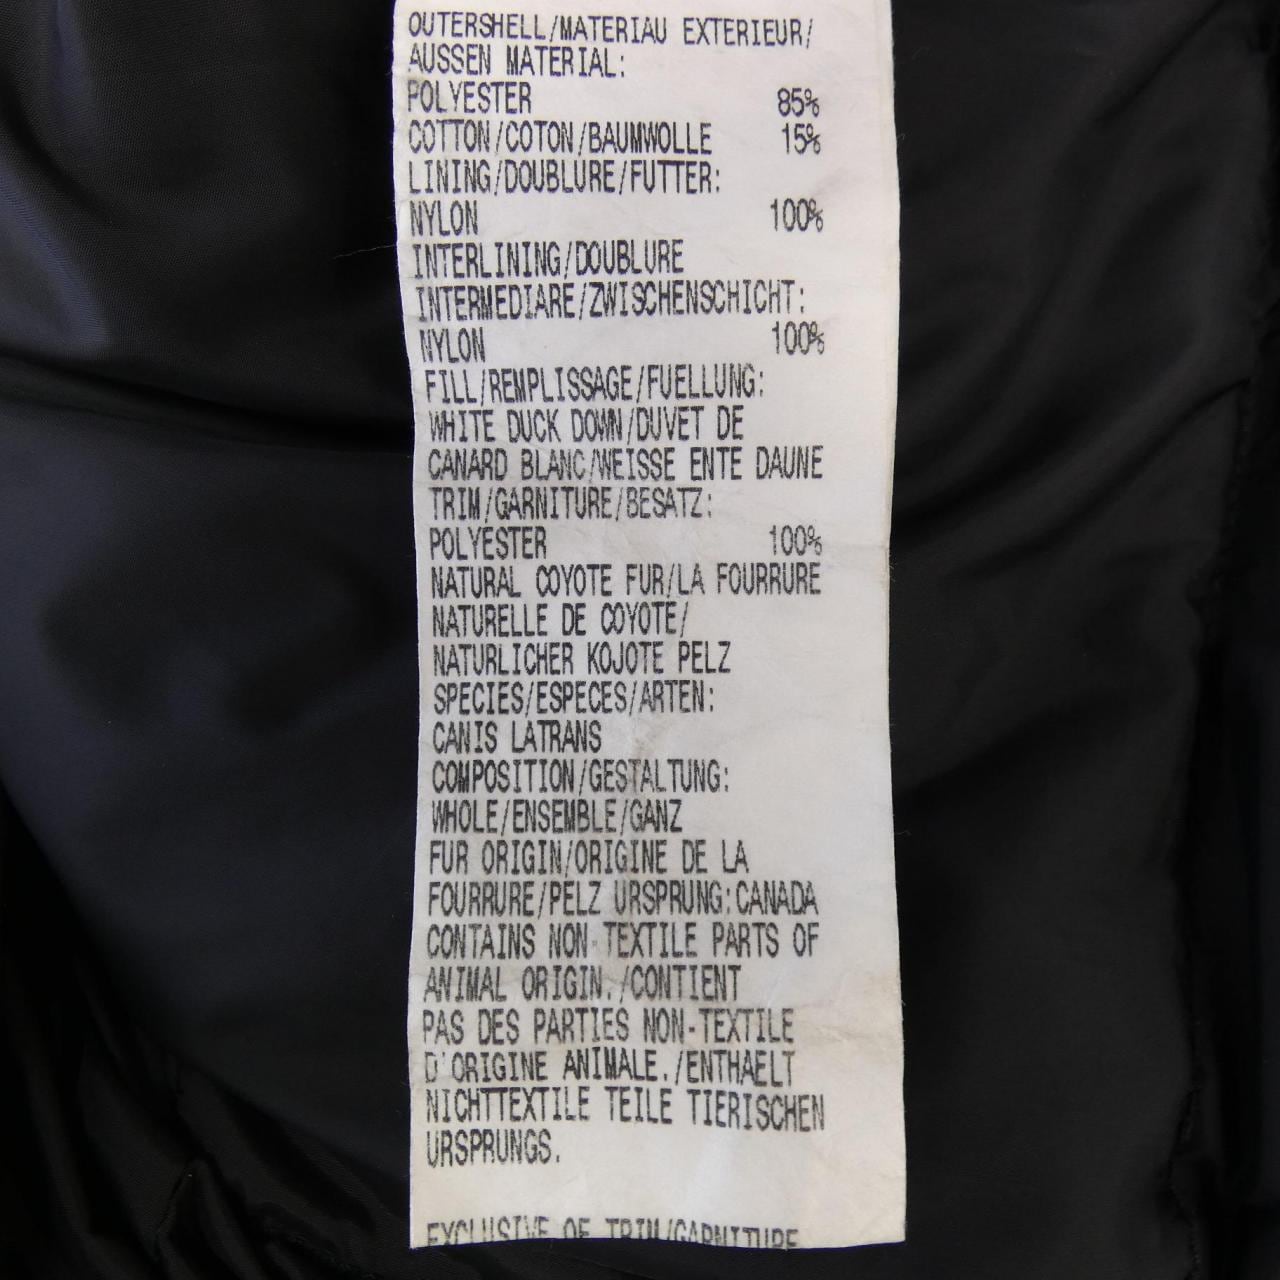 OUTERSHELL/MATERIAU EXTERIEUR/
AUSSEN MATERIAL:
POLYESTER 85%
COTTON/COTON/BAUMWOLLE 15%
LINING/DOUBLURE/FUTTER:
NYLON 100%
INTERLINING/DOUBLURE
INTERMEDIARE/ZWISCHENSCHICHT:
NYLON 100%
FILL/REMPLISSAGE/FUELLUNG:
WHITE DUCK DOWN/DUVET DE
CANARD BLANC/WEISSE ENTE DAUNE
TRIM/GARNITURE/BESATZ:
POLYESTER 100%
NATURAL COYOTE FUR/LA FOURRURE
NATURELLE DE COYOTE/
NATURLICHER KOJOTE PELZ
SPECIES/ESPECES/ARTEN:
CANIS LATRANS
COMPOSITION/GESTALTUNG:
WHOLE/ENSEMBLE/GANZ
FUR ORIGIN/ORIGINE DE LA
FOURRURE/PELZ URSPRUNG:CANADA
CONTAINS NON-TEXTILE PARTS OF
ANIMAL ORIGIN./CONTIENT
PAS DES PARTIES NON-TEXTILE
D'ORIGINE ANIMALE./ENTHAELT
NICHTTEXTILE TEILE TIERISCHEN
URSPRUNGS.
EXCLUSIVE OF TRIM/GARNITURE